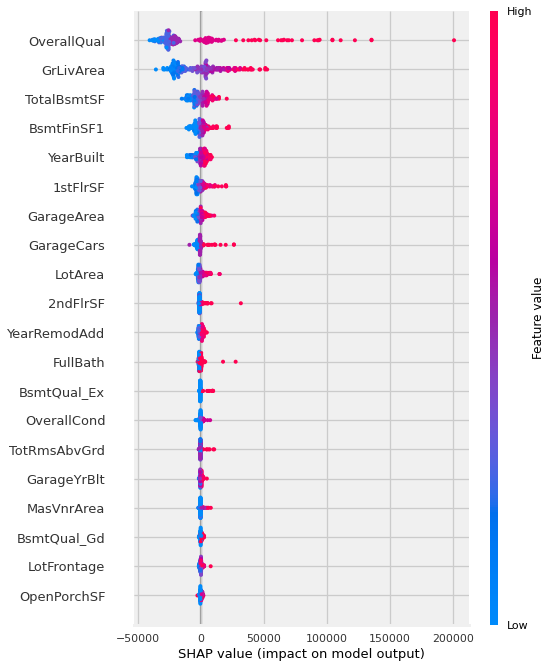 High
OverallQual
GrLivArea
TotalBsmtSF
BsmtFinSF1
YearBuilt
1stFlrSF
GarageArea
GarageCars
LotArea
2ndFlrSF
YearRemodAdd
FullBath
BsmtQual_Ex
OverallCond
TotRmsAbvGrd
GarageYrBlt
MasVnrArea
BsmtQual_Gd
LotFrontage
OpenPorchSF
Feature value
Low
−50000 0 50000 100000 150000 200000
SHAP value (impact on model output)